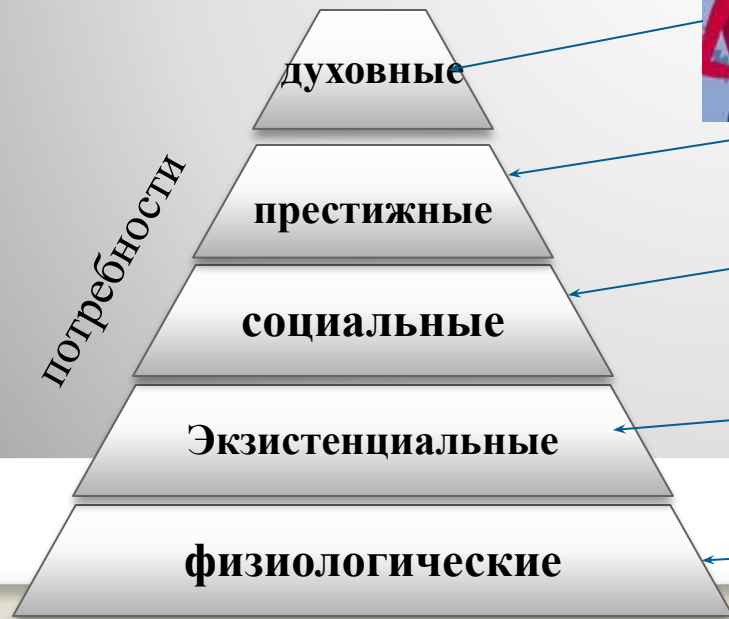 духовные
престижные
потребности
социальные
Экзистенциальные
физиологические